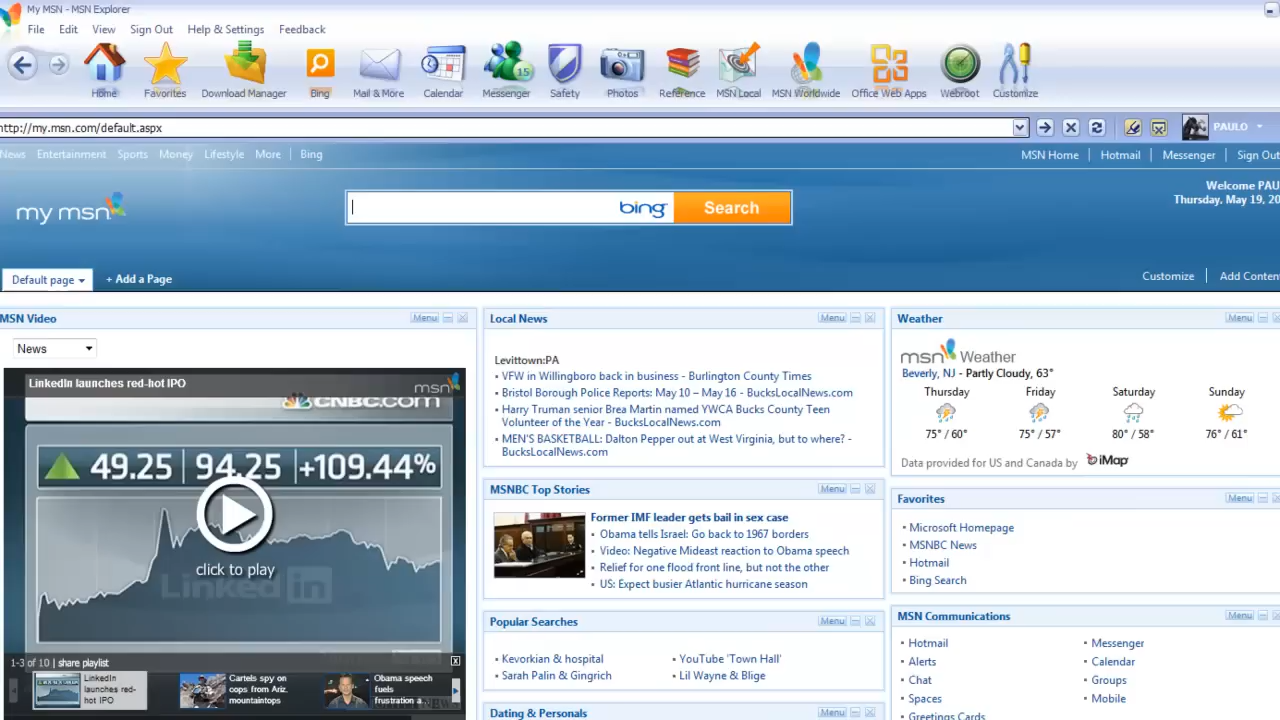 My MSN - MSN Explorer
File Edit View Sign Out Help & Settings Feedback
15
Home Favorites Download Manager Bing Mail & More Calendar Messenger Safety Photos Reference MSN Local MSN Worldwide Office Web Apps Webroot Customize
http://my.msn.com/default.aspx
PAULO
News Entertainment Sports Money Lifestyle More Bing
MSN Home Hotmail Messenger Sign Out
Welcome PAU
Thursday, May 19, 20
my msn
bing Search
Default page + Add a Page
Customize Add Content
MSN Video Menu
News
LinkedIn launches red-hot IPO
msn
CNBC.com
49.25 94.25 +109.44%
click to play
Linked in
1-3 of 10 | share playlist
LinkedIn launches red-hot IPO
Cartels spy on cops from Ariz. mountaintops
Obama speech fuels frustration a...
Local News Menu
Levittown:PA
VFW in Willingboro back in business - Burlington County Times
Bristol Borough Police Reports: May 10 – May 16 - BucksLocalNews.com
Harry Truman senior Brea Martin named YWCA Bucks County Teen
Volunteer of the Year - BucksLocalNews.com
MEN'S BASKETBALL: Dalton Pepper out at West Virginia, but to where? -
BucksLocalNews.com
MSNBC Top Stories Menu
Former IMF leader gets bail in sex case
Obama tells Israel: Go back to 1967 borders
Video: Negative Mideast reaction to Obama speech
Relief for one flood front line, but not the other
US: Expect busier Atlantic hurricane season
Popular Searches Menu
Kevorkian & hospital YouTube 'Town Hall'
Sarah Palin & Gingrich Lil Wayne & Blige
Dating & Personals Menu
Weather Menu
msn Weather
Beverly, NJ - Partly Cloudy, 63°
Thursday Friday Saturday Sunday
75° / 60° 75° / 57° 80° / 58° 76° / 61°
Data provided for US and Canada by iMap
Favorites Menu
Microsoft Homepage
MSNBC News
Hotmail
Bing Search
MSN Communications Menu
Hotmail Messenger
Alerts Calendar
Chat Groups
Spaces Mobile
Greetings Cards